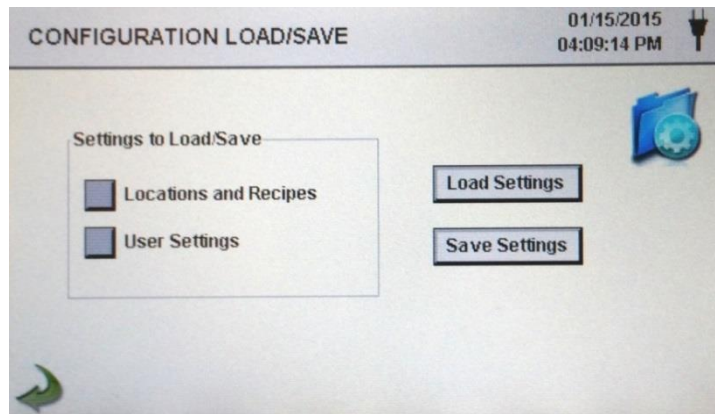 CONFIGURATION LOAD/SAVE
01/15/2015
04:09:14 PM
Settings to Load/Save
Locations and Recipes
User Settings
Load Settings
Save Settings